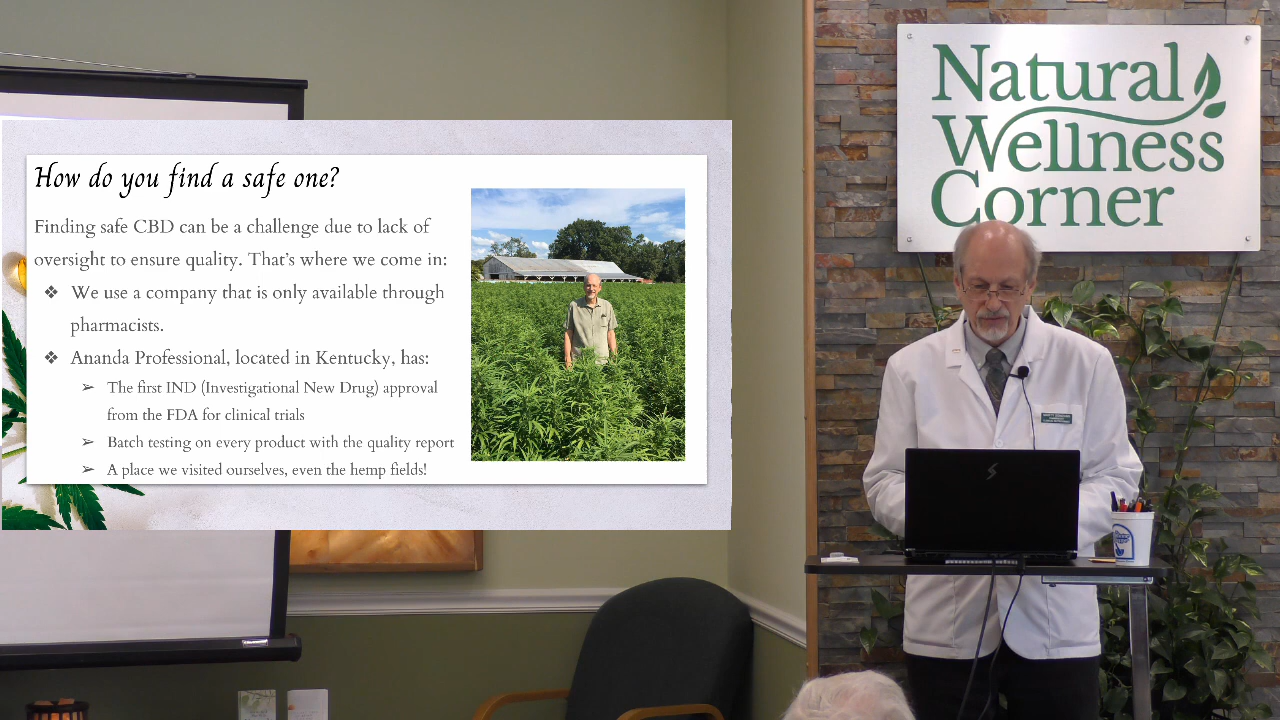 How do you find a safe one?
Finding safe CBD can be a challenge due to lack of
oversight to ensure quality. That's where we come in:
❖ We use a company that is only available through
pharmacists.
❖ Ananda Professional, located in Kentucky, has:
➢ The first IND (Investigational New Drug) approval
from the FDA for clinical trials
➢ Batch testing on every product with the quality report
➢ A place we visited ourselves, even the hemp fields!
Natural
Wellness
Corner